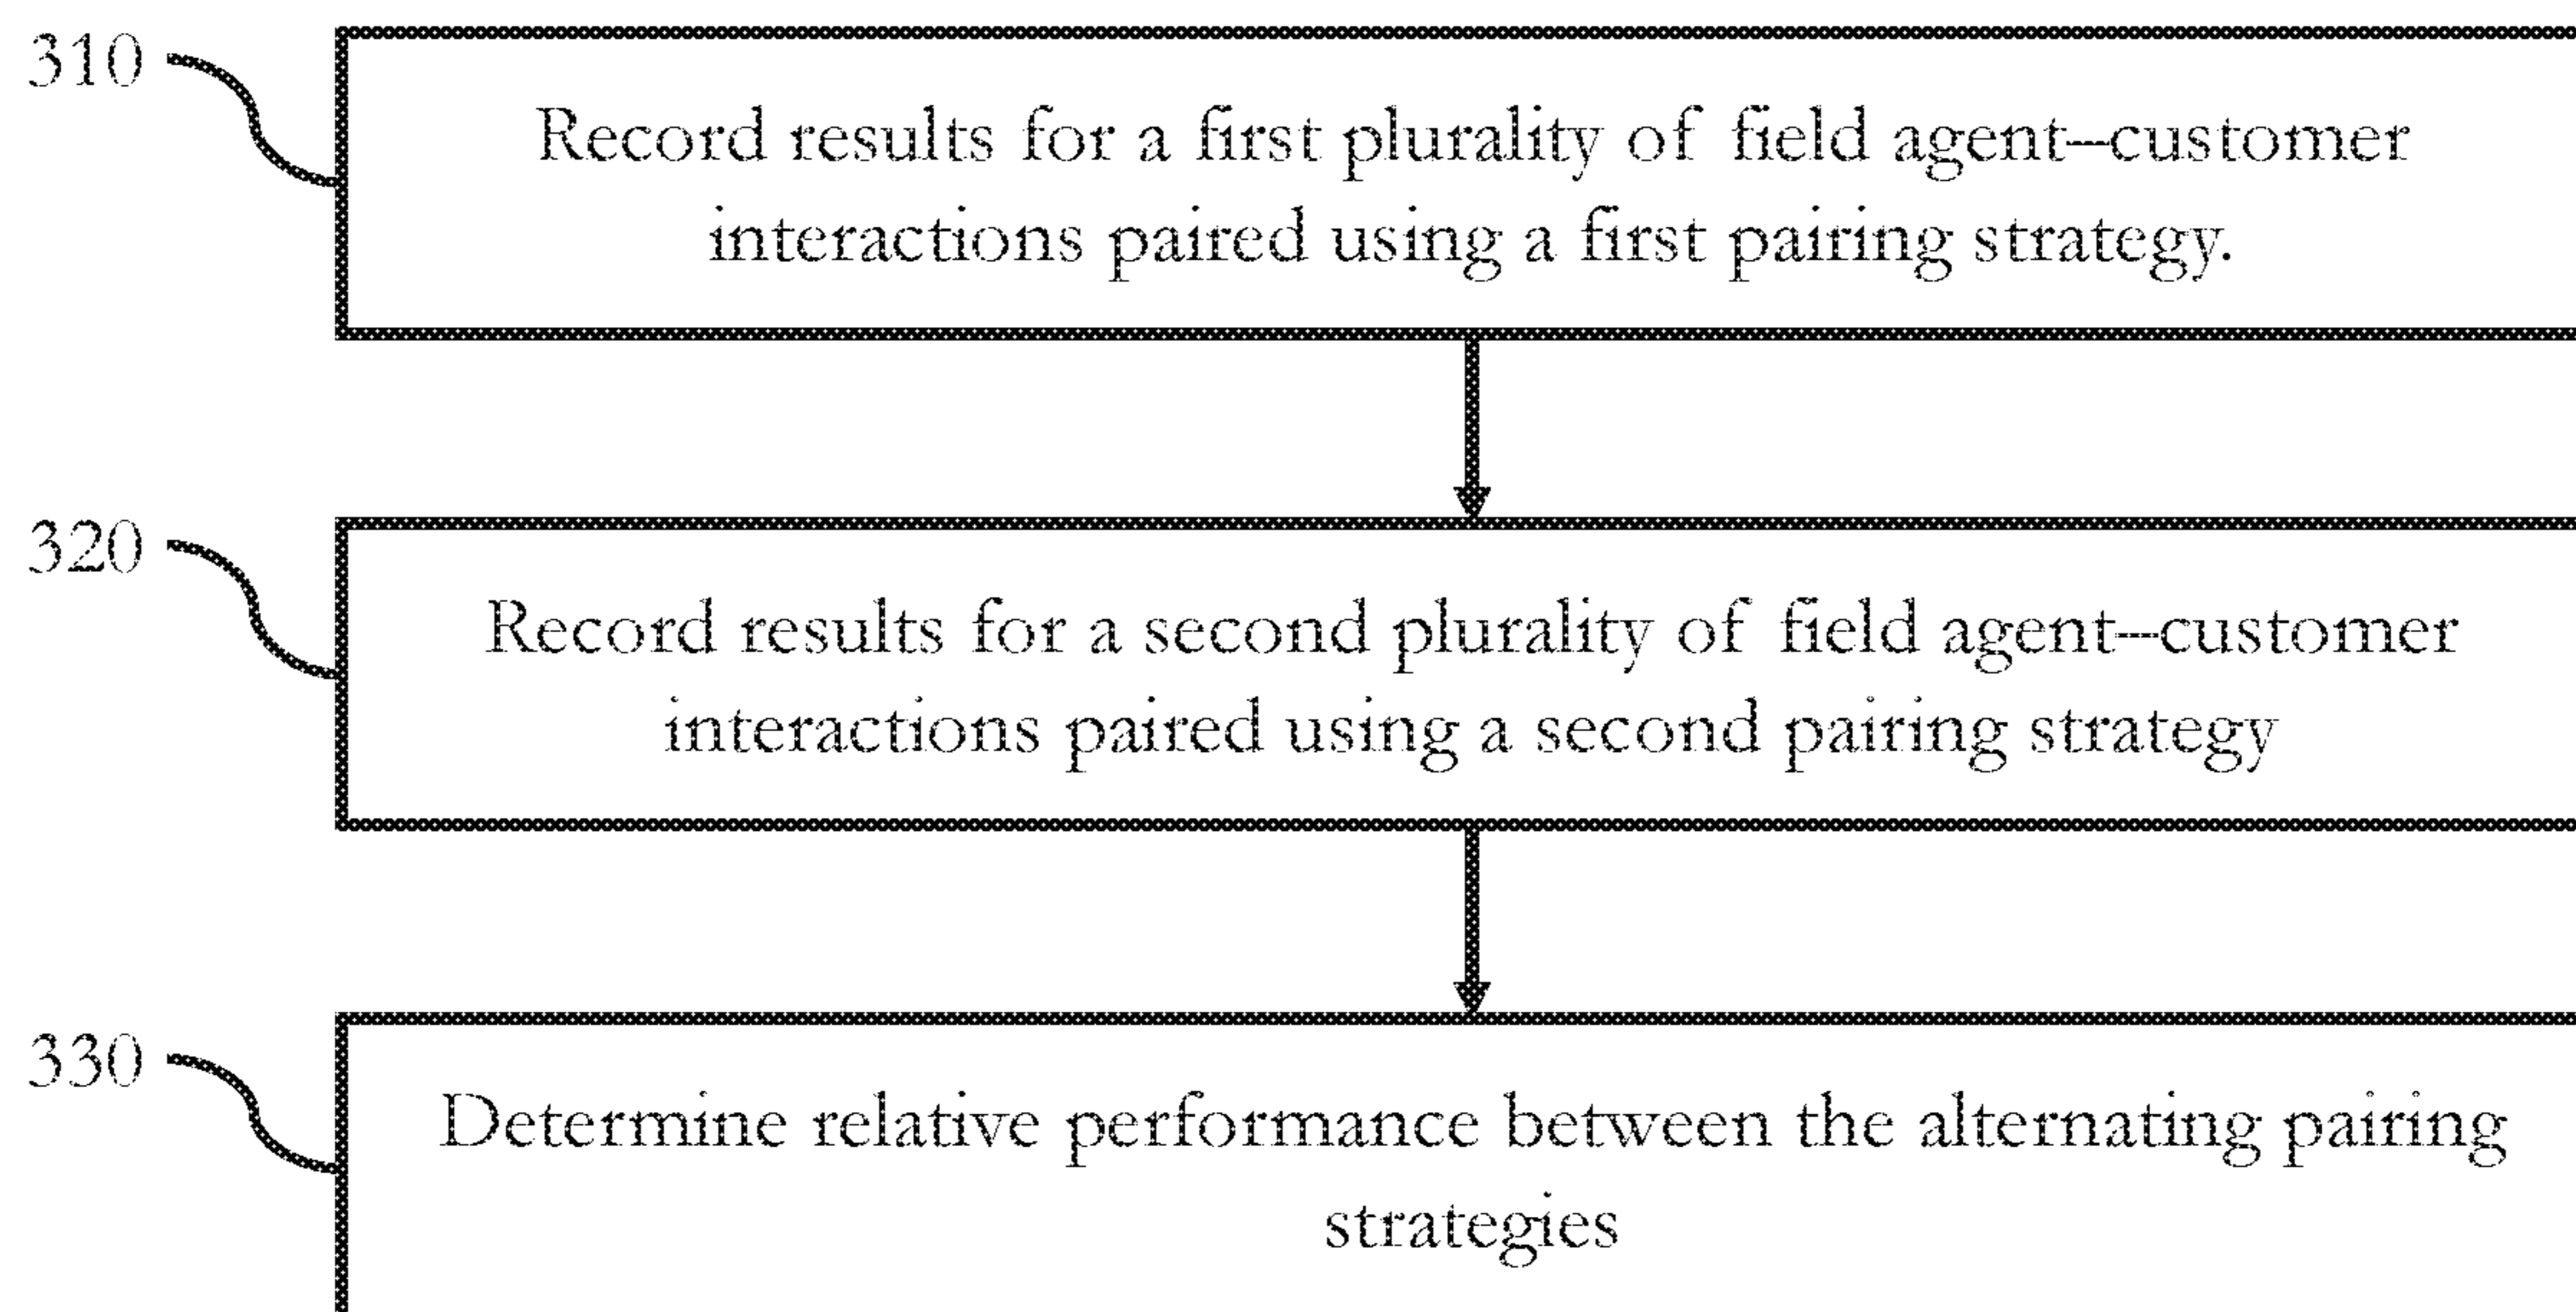 310
Record results for a first plurality of field agent–customer
interactions paired using a first pairing strategy.
320
Record results for a second plurality of field agent–customer
interactions paired using a second pairing strategy
330
Determine relative performance between the alternating pairing
strategies